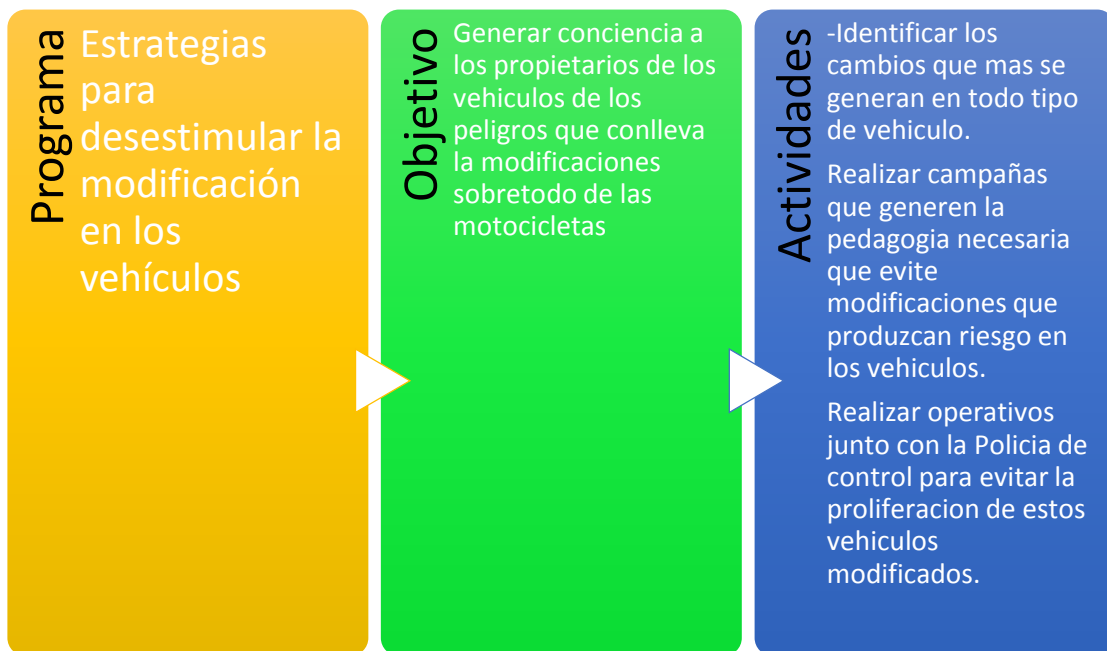 Programa
Estrategias
para
desestimular la
modificación
en los
vehículos
Objetivo
Generar conciencia a
los propietarios de los
vehiculos de los
peligros que conlleva
la modificaciones
sobretodo de las
motocicletas
Actividades
-Identificar los
cambios que mas se
generan en todo tipo
de vehiculo.
Realizar campañas
que generen la
pedagogia necesaria
que evite
modificaciones que
produzcan riesgo en
los vehiculos.
Realizar operativos
junto con la Policia de
control para evitar la
proliferacion de estos
vehiculos
modificados.